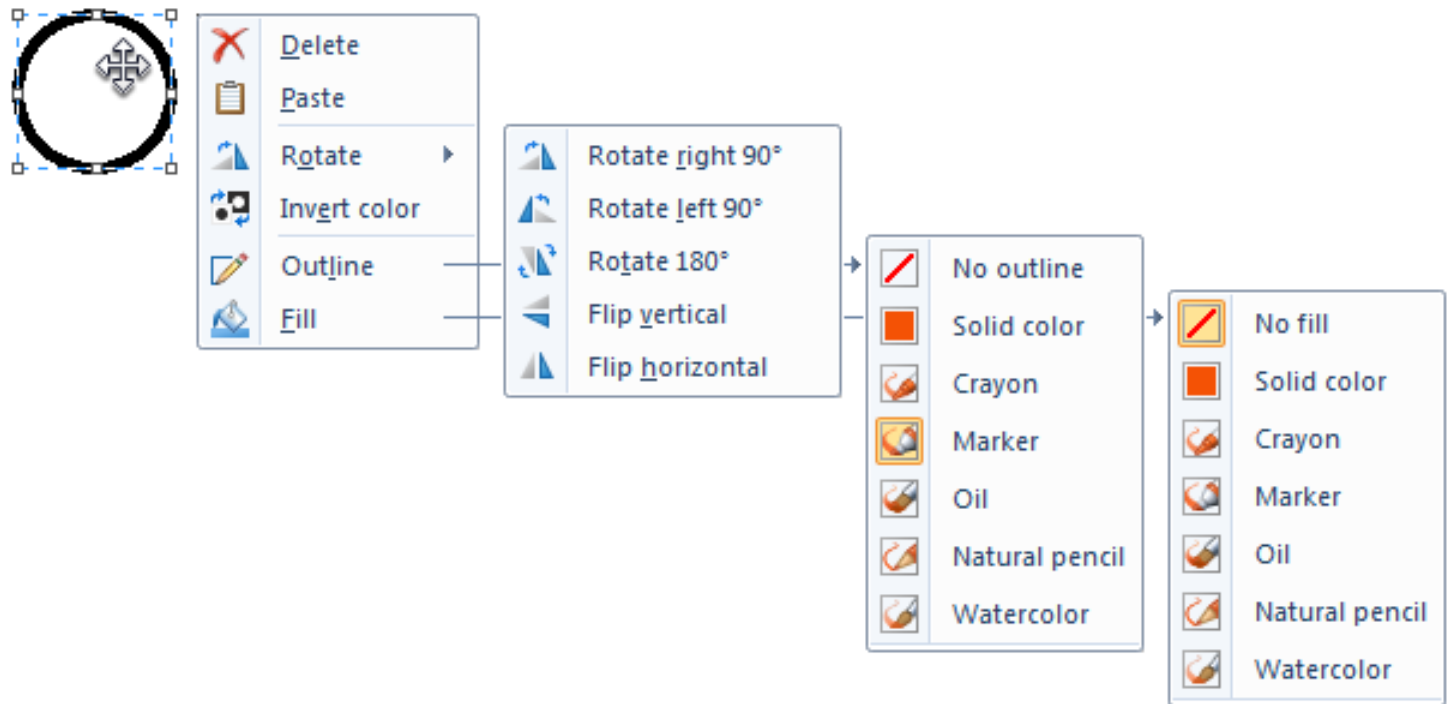 Delete
Paste
Rotate
Invert color
Outline
Fill
Rotate right 90°
Rotate left 90°
Rotate 180°
Flip vertical
Flip horizontal
No outline
Solid color
Crayon
Marker
Oil
Natural pencil
Watercolor
No fill
Solid color
Crayon
Marker
Oil
Natural pencil
Watercolor